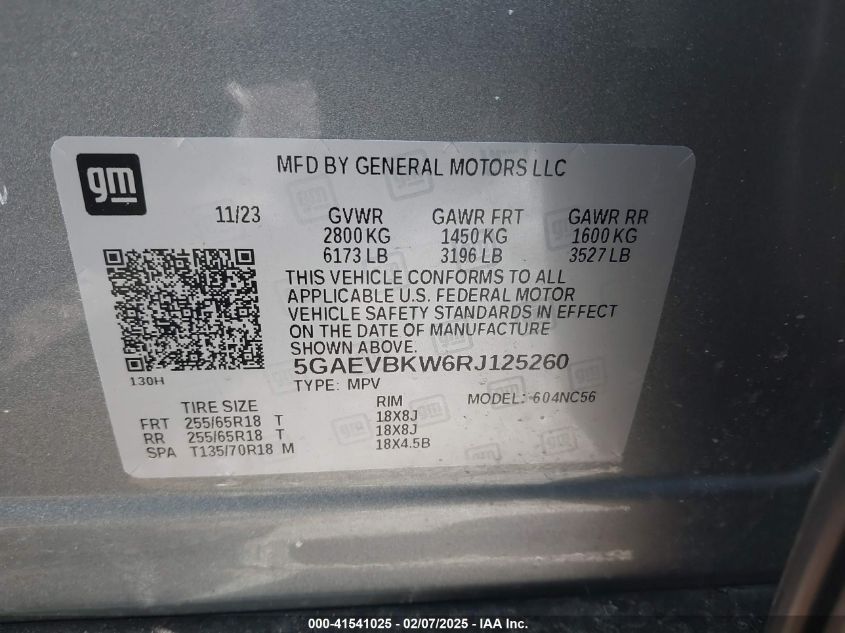 gm
MFD BY GENERAL MOTORS LLC
11/23 GVWR GAWR FRT GAWR RR
2800 KG 1450 KG 1600 KG
6173 LB 3196 LB 3527 LB
THIS VEHICLE CONFORMS TO ALL
APPLICABLE U.S. FEDERAL MOTOR
VEHICLE SAFETY STANDARDS IN EFFECT
ON THE DATE OF MANUFACTURE
SHOWN ABOVE.
5GAEVBKW6RJ125260
130H
TYPE: MPV
MODEL: 604NC56
TIRE SIZE RIM
FRT 255/65R18 T 18X8J
RR 255/65R18 T 18X8J
SPA T135/70R18 M 18X4.5B
000-41541025 - 02/07/2025 - IAA Inc.